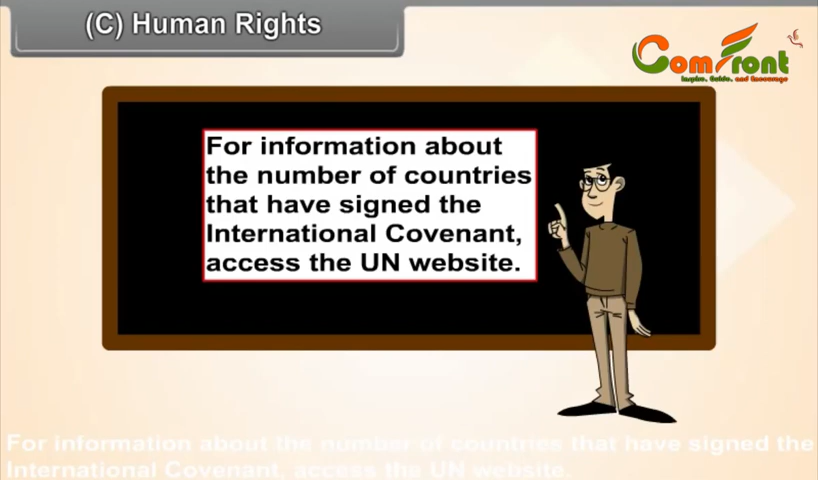 (C) Human Rights
ComFront
Inspire, Guide, and Encourage
For information about
the number of countries
that have signed the
International Covenant,
access the UN website.
For information about the number of countries that have signed the
International Covenant, access the UN website.